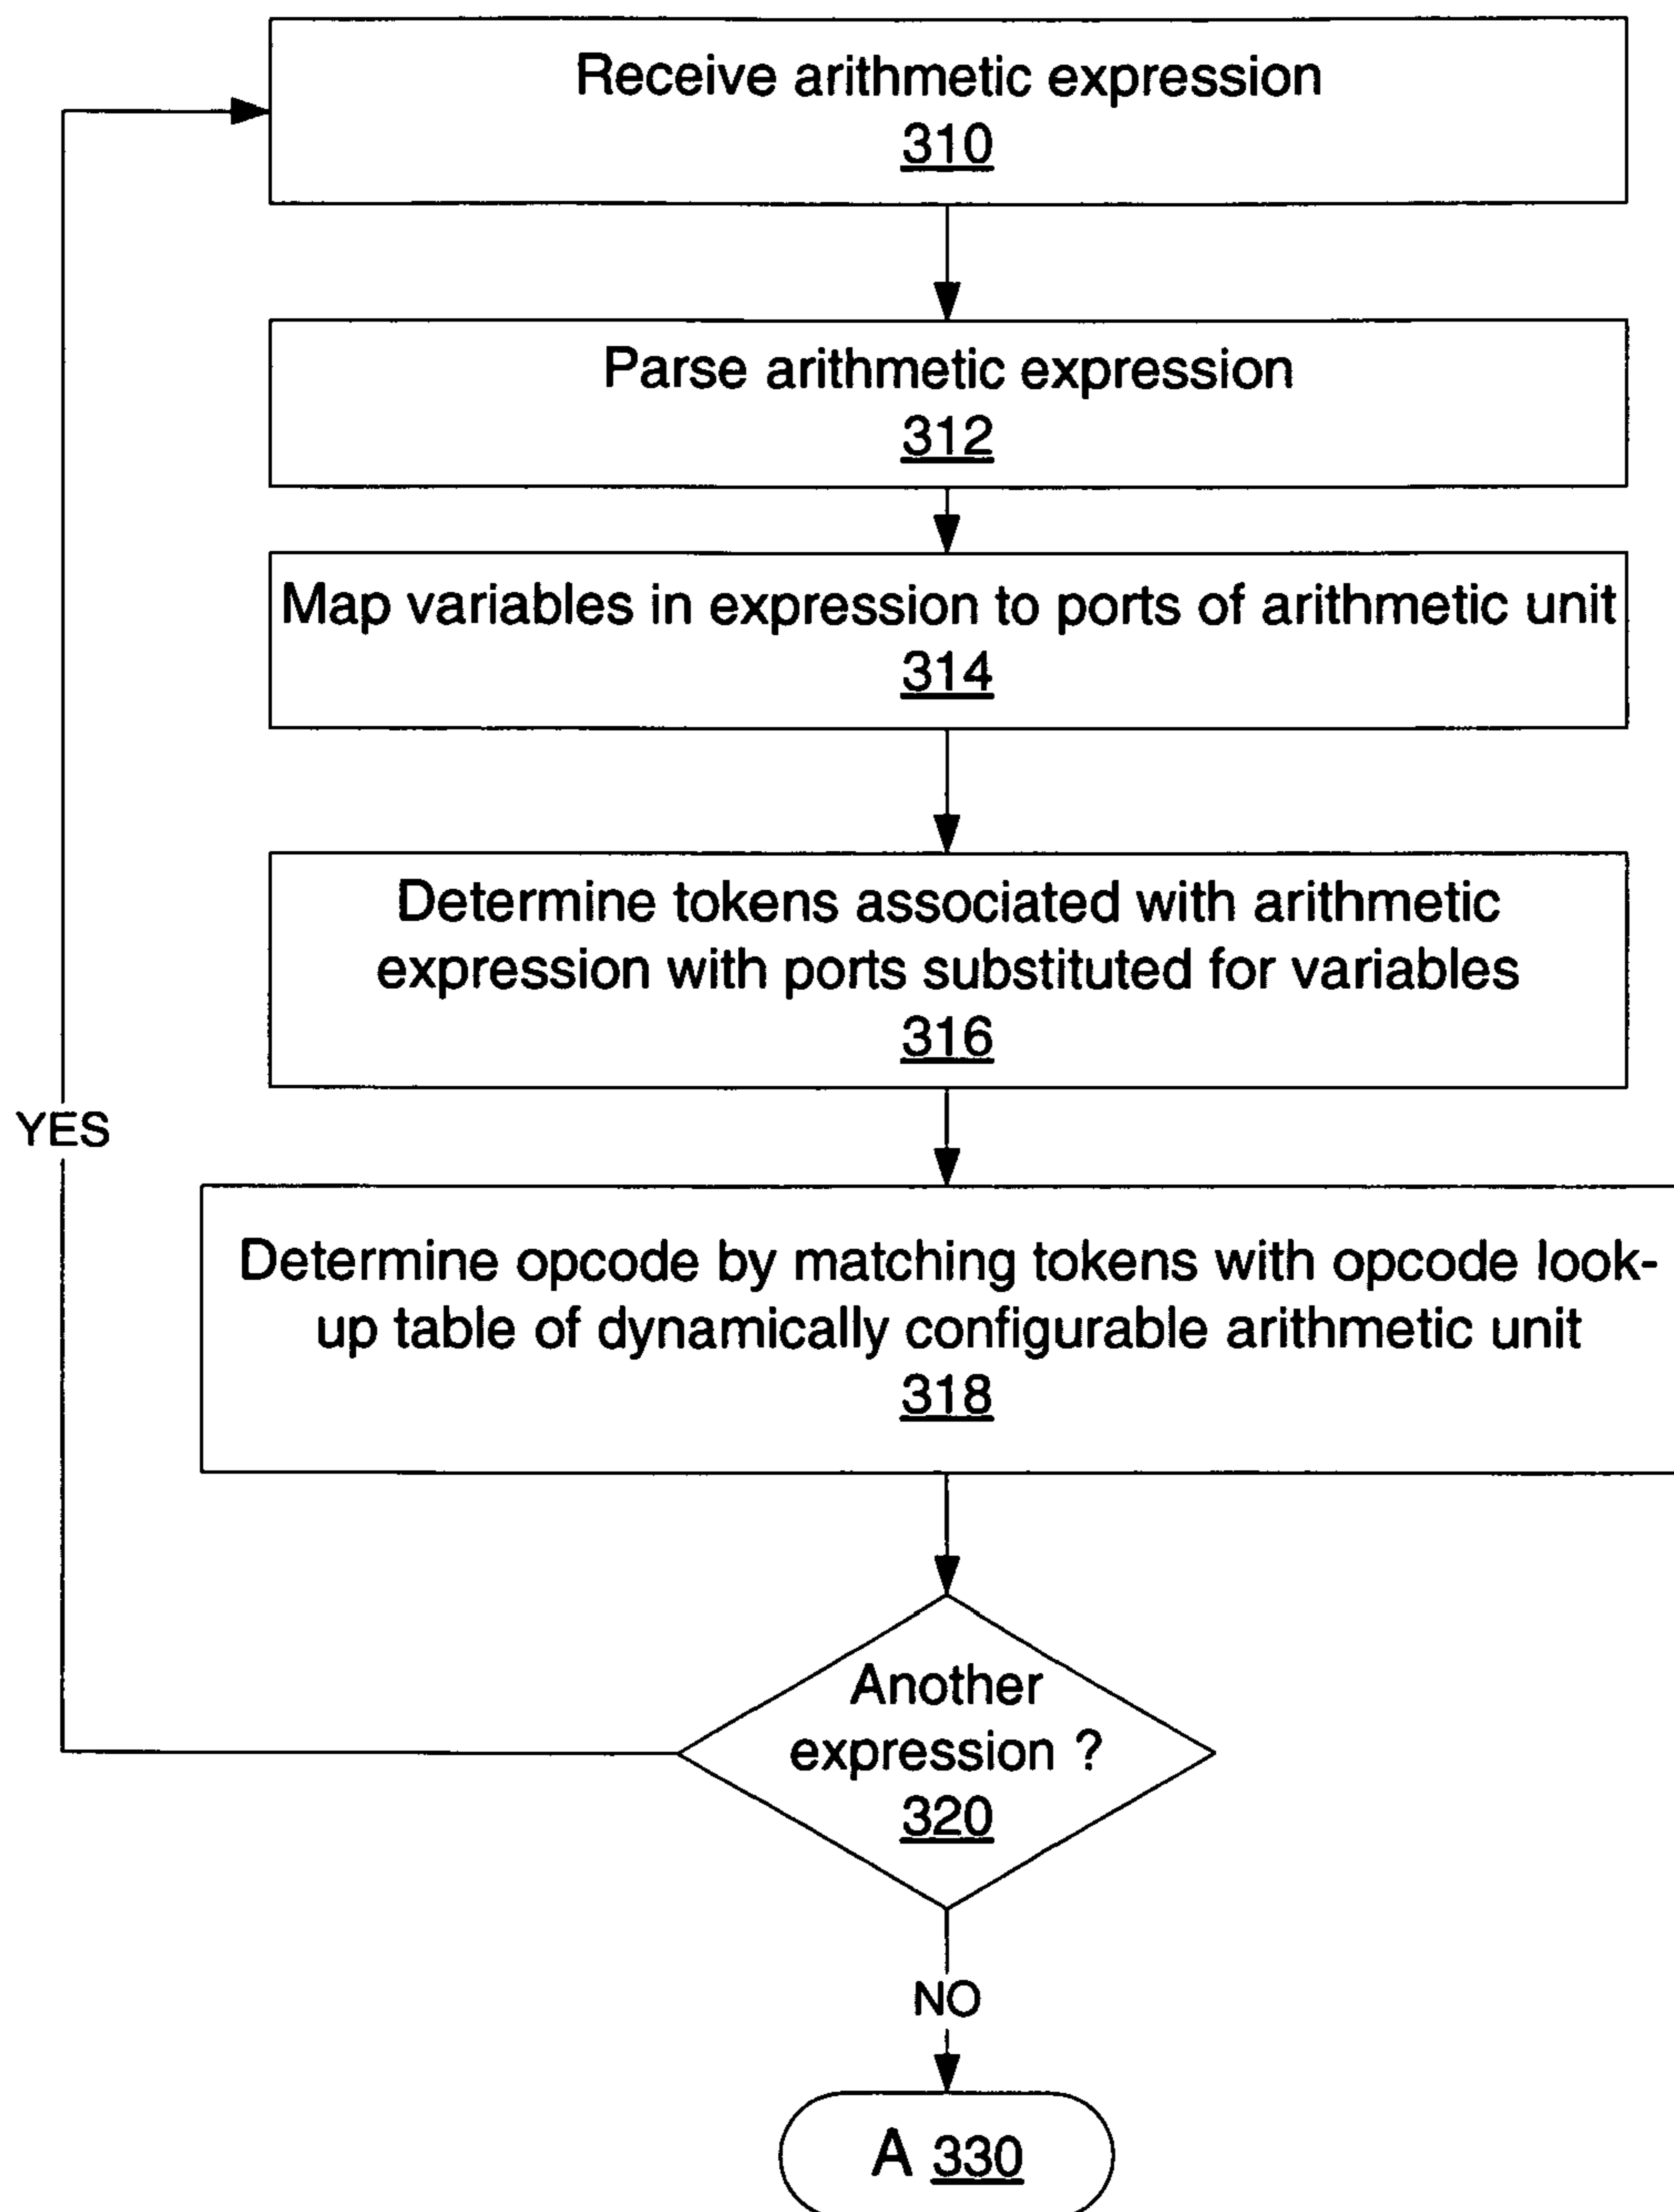 Receive arithmetic expression
310
Parse arithmetic expression
312
Map variables in expression to ports of arithmetic unit
314
Determine tokens associated with arithmetic
expression with ports substituted for variables
316
YES
Determine opcode by matching tokens with opcode look-
up table of dynamically configurable arithmetic unit
318
Another
expression ?
320
NO
A 330